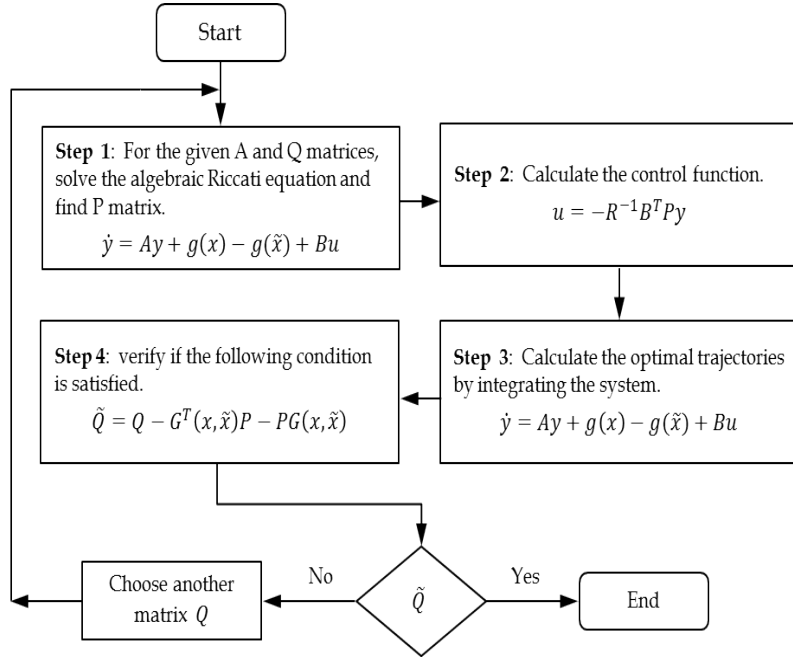 Start
Step 1: For the given A and Q matrices,
solve the algebraic Riccati equation and
find P matrix.
ẏ = Ay + g(x) − g(x̃) + Bu
Step 2: Calculate the control function.
u = −R⁻¹BᵀPy
Step 3: Calculate the optimal trajectories
by integrating the system.
ẏ = Ay + g(x) − g(x̃) + Bu
Step 4: verify if the following condition
is satisfied.
Q̃ = Q − Gᵀ(x,x̃)P − PG(x,x̃)
Q̃
No
Choose another
matrix Q
Yes
End